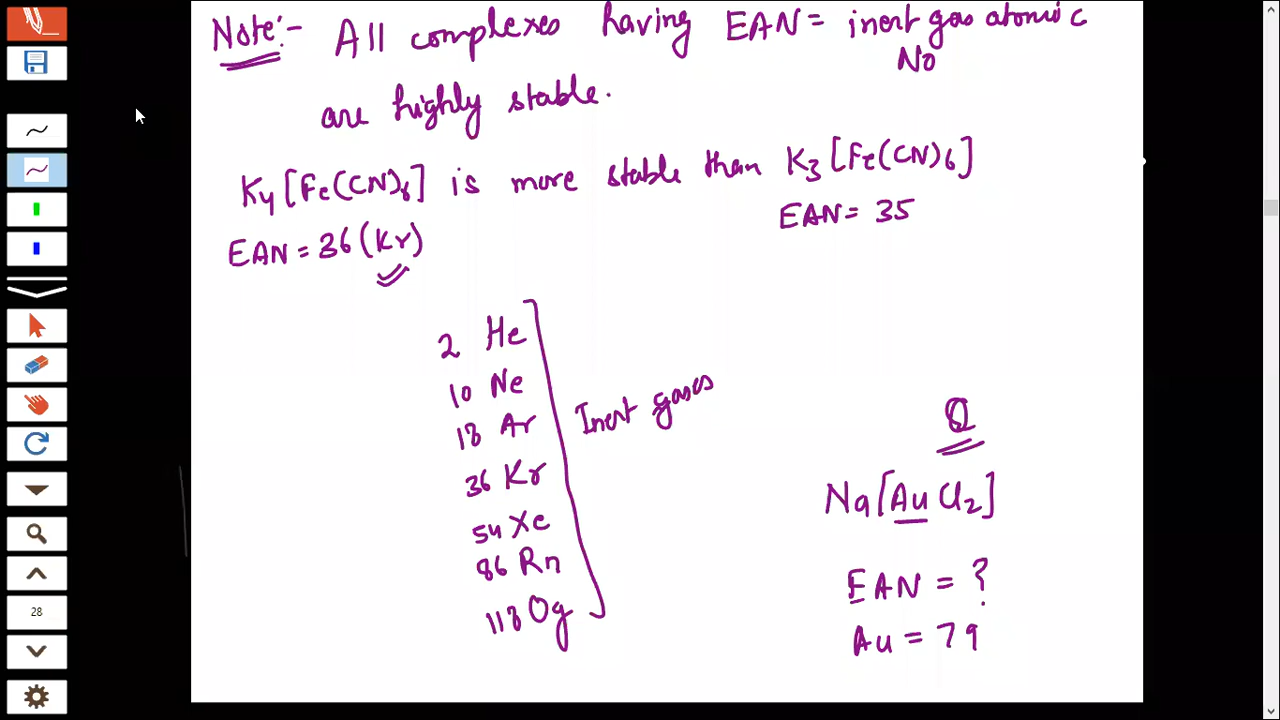 Note:- All complexes having EAN = inert gas atomic
No
are highly stable.
K4[Fe(CN)6] is more stable than K3[Fe(CN)6]
EAN = 36 (Kr)
EAN = 35
2 He
10 Ne
18 Ar
36 Kr
54 Xe
86 Rn
118 Og
Inert gases
Q
Na[AuCl2]
EAN = ?
Au = 79
28